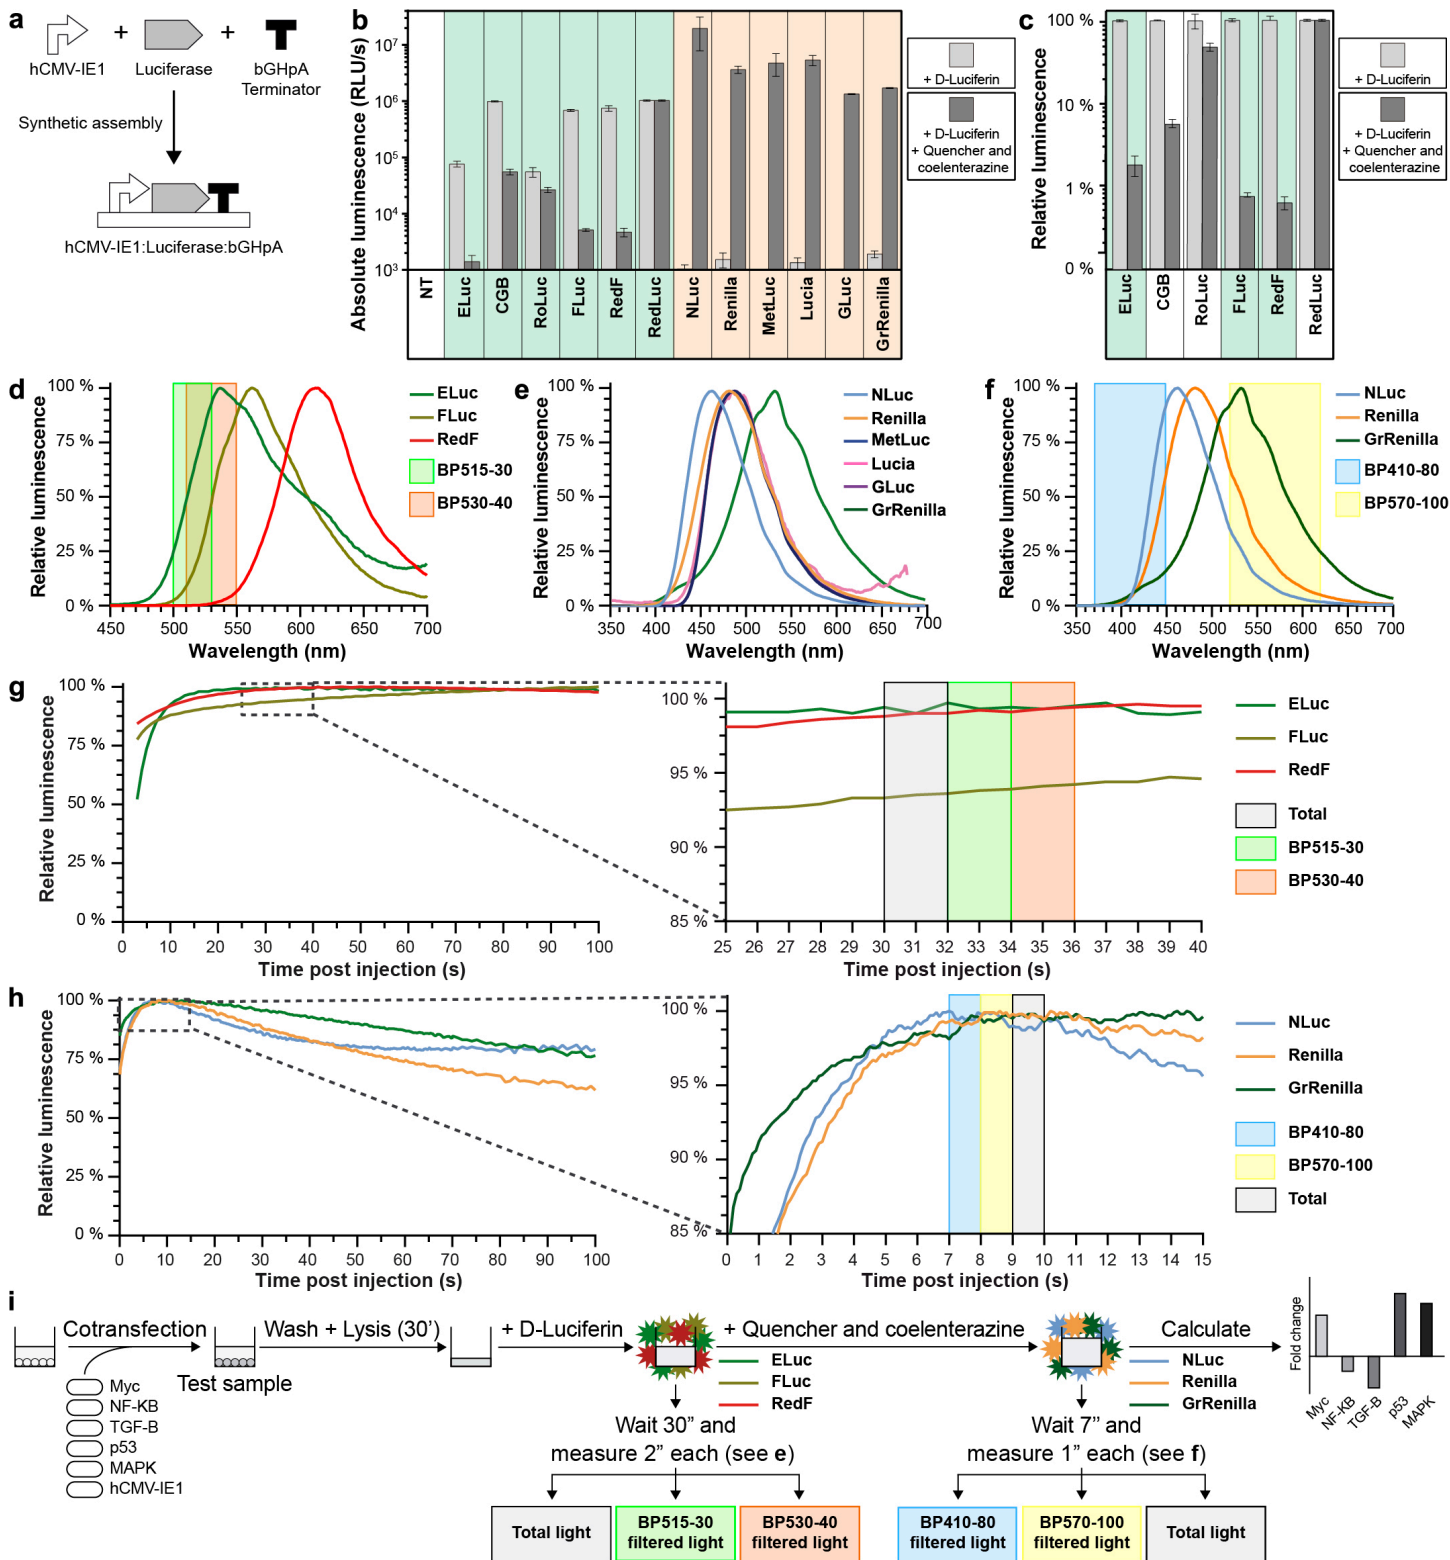 a
+
+
hCMV-IE1
Luciferase
bGHpA
Terminator
Synthetic assembly
hCMV-IE1:Luciferase:bGHpA
b
Absolute luminescence (RLU/s)
10⁷
10⁶
10⁵
10⁴
10³
NT
ELuc
CGB
RoLuc
FLuc
RedF
RedLuc
NLuc
Renilla
MetLuc
Lucia
GLuc
GrRenilla
+ D-Luciferin
+ D-Luciferin
+ Quencher and
coelenterazine
c
Relative luminescence
100 %
10 %
1 %
0 %
ELuc
CGB
RoLuc
FLuc
RedF
RedLuc
+ D-Luciferin
+ D-Luciferin
+ Quencher and
coelenterazine
d
Relative luminescence
100 %
75 %
50 %
25 %
0 %
450 500 550 600 650 700
Wavelength (nm)
ELuc
FLuc
RedF
BP515-30
BP530-40
e
Relative luminescence
100 %
75 %
50 %
25 %
0 %
350 400 450 500 550 600 650 700
Wavelength (nm)
NLuc
Renilla
MetLuc
Lucia
GLuc
GrRenilla
f
Relative luminescence
100 %
75 %
50 %
25 %
0 %
350 400 450 500 550 600 650 700
Wavelength (nm)
NLuc
Renilla
GrRenilla
BP410-80
BP570-100
g
Relative luminescence
100 %
75 %
50 %
25 %
0 %
0 10 20 30 40 50 60 70 80 90 100
Time post injection (s)
100 %
95 %
90 %
85 %
25 26 27 28 29 30 31 32 33 34 35 36 37 38 39 40
Time post injection (s)
ELuc
FLuc
RedF
Total
BP515-30
BP530-40
h
Relative luminescence
100 %
75 %
50 %
25 %
0 %
0 10 20 30 40 50 60 70 80 90 100
Time post injection (s)
100 %
95 %
90 %
85 %
0 1 2 3 4 5 6 7 8 9 10 11 12 13 14 15
Time post injection (s)
NLuc
Renilla
GrRenilla
BP410-80
BP570-100
Total
i
Cotransfection
Myc
NF-KB
TGF-B
p53
MAPK
hCMV-IE1
Test sample
Wash + Lysis (30’)
+ D-Luciferin
ELuc
FLuc
RedF
Wait 30” and
measure 2” each (see e)
Total light
BP515-30
filtered light
BP530-40
filtered light
+ Quencher and coelenterazine
NLuc
Renilla
GrRenilla
Wait 7” and
measure 1” each (see f)
BP410-80
filtered light
BP570-100
filtered light
Total light
Calculate
Fold change
Myc
NF-KB
TGF-B
p53
MAPK